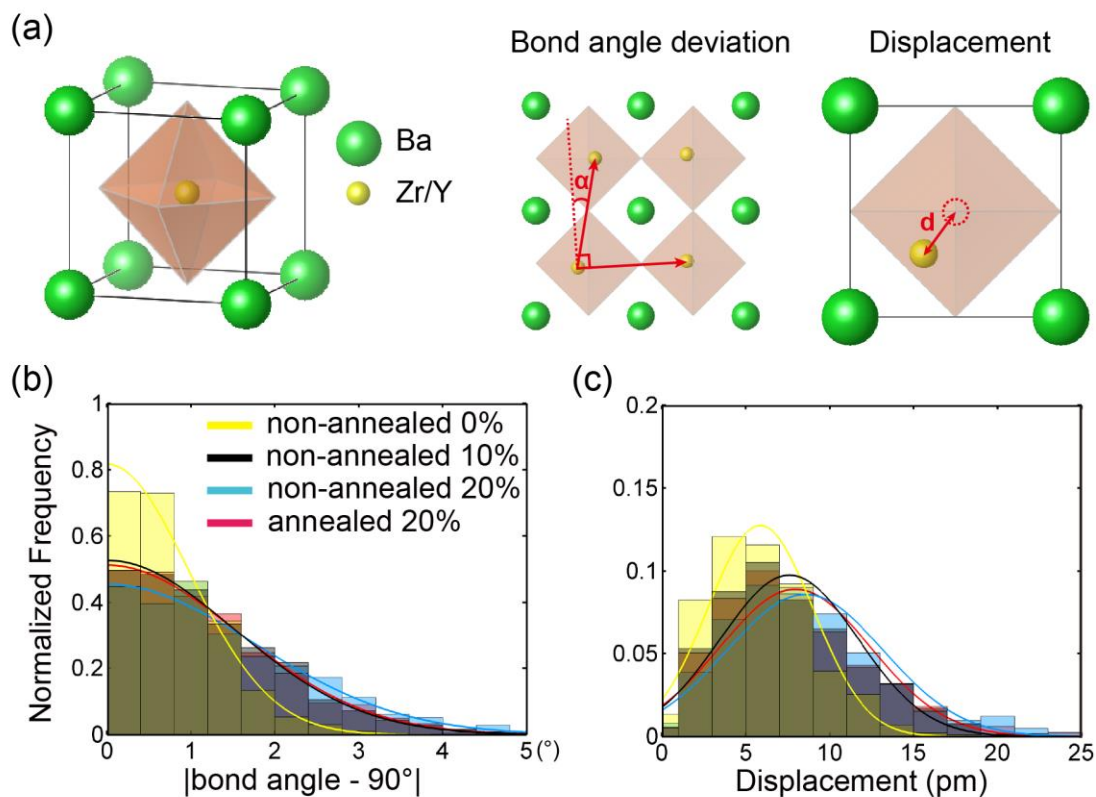 (a)
Bond angle deviation
Displacement
Ba
Zr/Y
α
d
(b)
(c)
Normalized Frequency
1
0.8
0.6
0.4
0.2
0
non-annealed 0%
non-annealed 10%
non-annealed 20%
annealed 20%
0 1 2 3 4 5 (°)
|bond angle - 90°|
0.2
0.15
0.1
0.05
0
0 5 10 15 20 25
Displacement (pm)